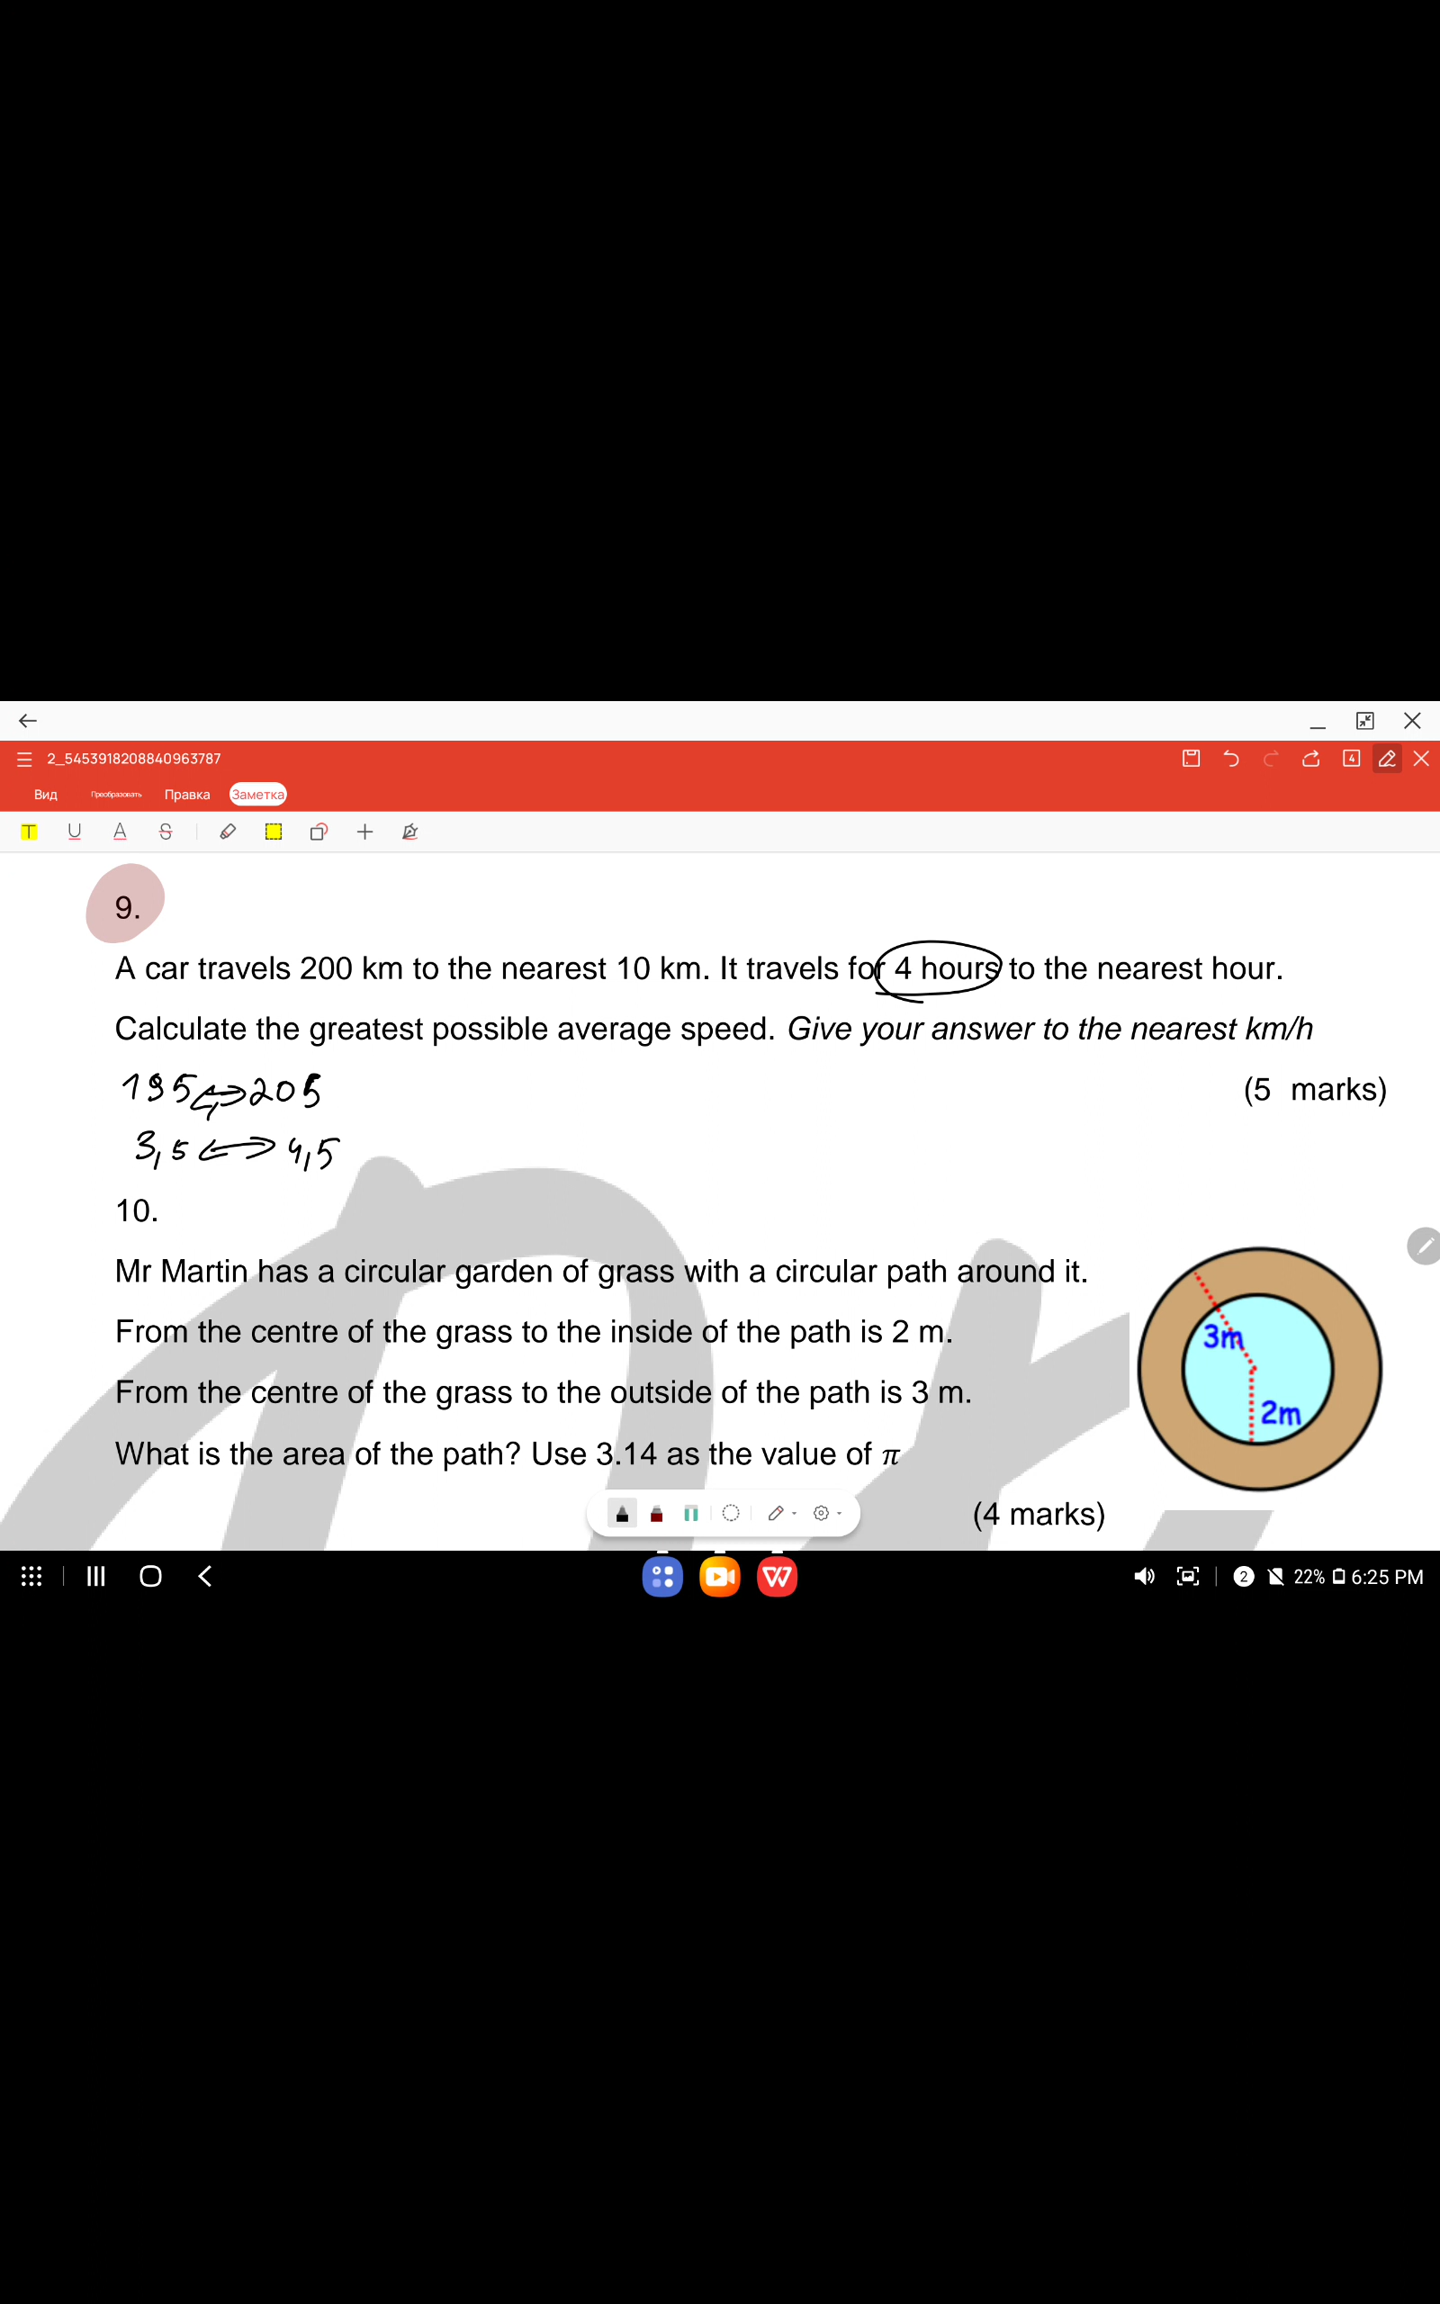 2_5453918208840963787
4
Вид Преобразовать Правка Заметка
T U A S
9.
A car travels 200 km to the nearest 10 km. It travels for 4 hours to the nearest hour.
Calculate the greatest possible average speed. Give your answer to the nearest km/h
195 ↔ 205 (5 marks)
3,5 ↔ 4,5
10.
Mr Martin has a circular garden of grass with a circular path around it.
From the centre of the grass to the inside of the path is 2 m.
3m
From the centre of the grass to the outside of the path is 3 m.
2m
What is the area of the path? Use 3.14 as the value of π
(4 marks)
2 22% 6:25 PM